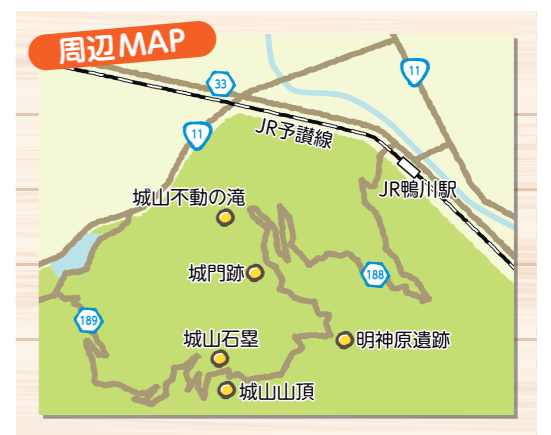 周辺MAP
33
11
11
JR予讃線
JR鴨川駅
城山不動の滝
城門跡
188
189
城山石塁
明神原遺跡
城山山頂